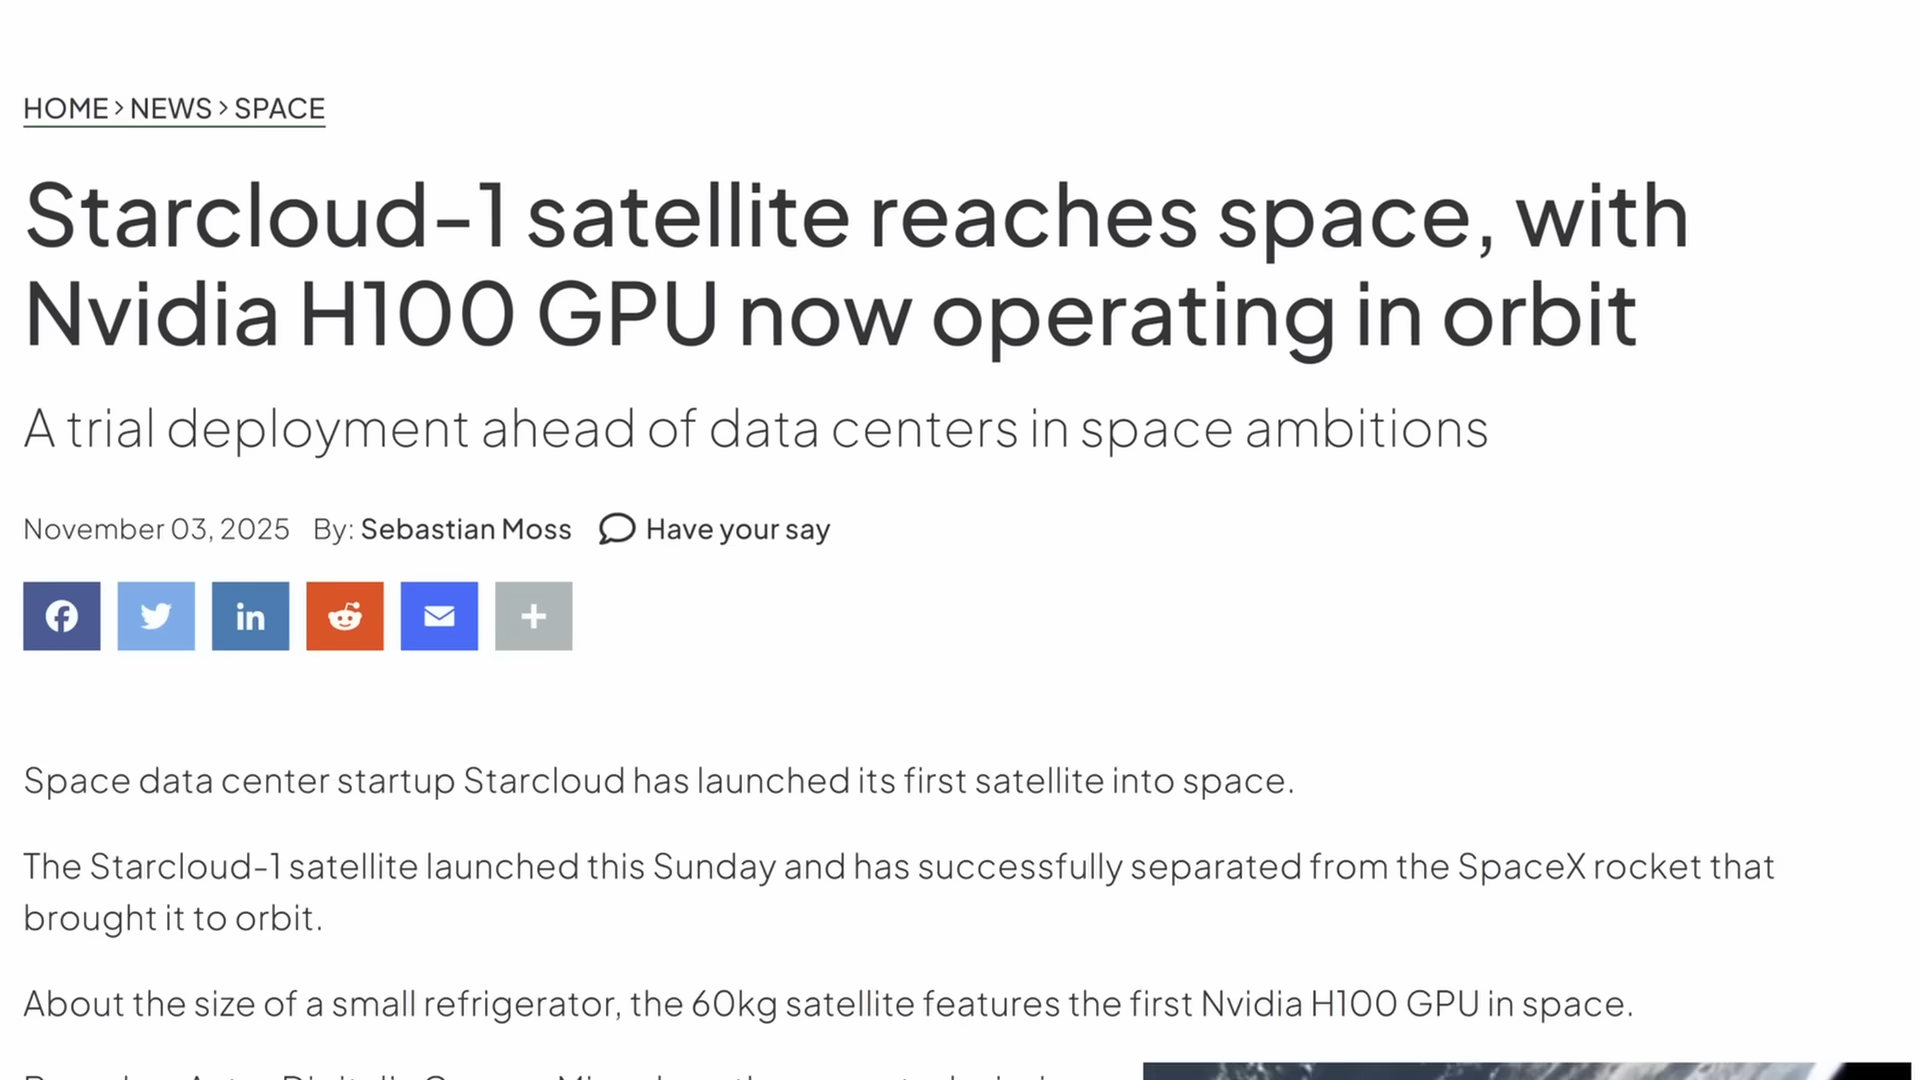 HOME > NEWS > SPACE
Starcloud-1 satellite reaches space, with
Nvidia H100 GPU now operating in orbit
A trial deployment ahead of data centers in space ambitions
November 03, 2025 By: Sebastian Moss Have your say
Space data center startup Starcloud has launched its first satellite into space.
The Starcloud-1 satellite launched this Sunday and has successfully separated from the SpaceX rocket that
brought it to orbit.
About the size of a small refrigerator, the 60kg satellite features the first Nvidia H100 GPU in space.